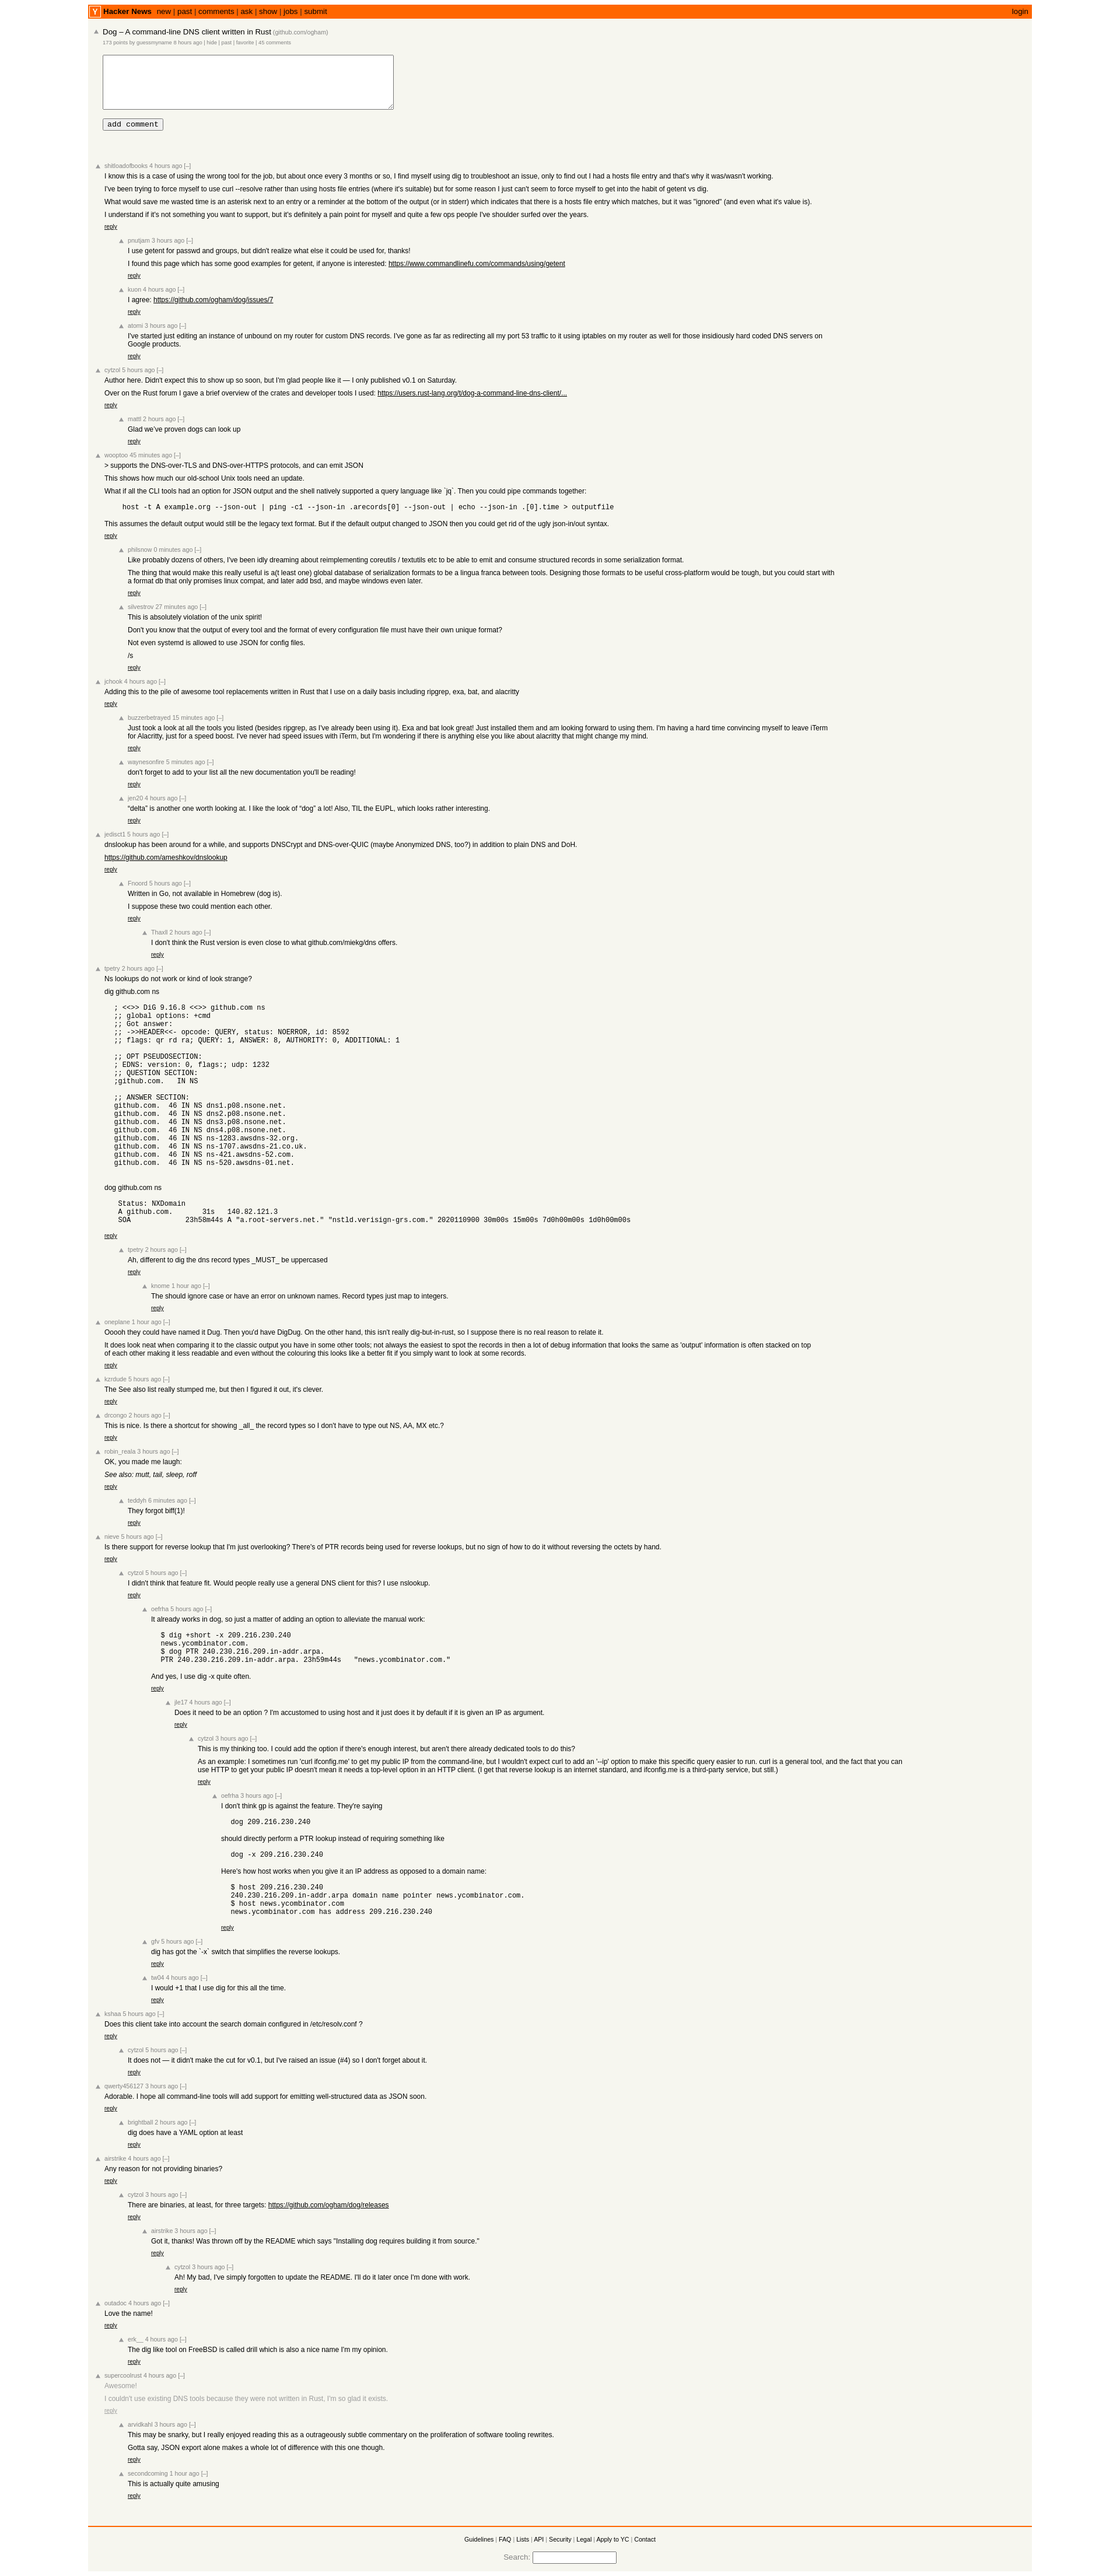 Y Hacker News new | past | comments | ask | show | jobs | submit login
Dog – A command-line DNS client written in Rust (github.com/ogham)
173 points by guessmyname 8 hours ago | hide | past | favorite | 45 comments
add comment
shitloadofbooks 4 hours ago [–]
I know this is a case of using the wrong tool for the job, but about once every 3 months or so, I find myself using dig to troubleshoot an issue, only to find out I had a hosts file entry and that's why it was/wasn't working.
I've been trying to force myself to use curl --resolve rather than using hosts file entries (where it's suitable) but for some reason I just can't seem to force myself to get into the habit of getent vs dig.
What would save me wasted time is an asterisk next to an entry or a reminder at the bottom of the output (or in stderr) which indicates that there is a hosts file entry which matches, but it was "ignored" (and even what it's value is).
I understand if it's not something you want to support, but it's definitely a pain point for myself and quite a few ops people I've shoulder surfed over the years.
reply
pnutjam 3 hours ago [–]
I use getent for passwd and groups, but didn't realize what else it could be used for, thanks!
I found this page which has some good examples for getent, if anyone is interested: https://www.commandlinefu.com/commands/using/getent
reply
kuon 4 hours ago [–]
I agree: https://github.com/ogham/dog/issues/7
reply
atomi 3 hours ago [–]
I've started just editing an instance of unbound on my router for custom DNS records. I've gone as far as redirecting all my port 53 traffic to it using iptables on my router as well for those insidiously hard coded DNS servers on
Google products.
reply
cytzol 5 hours ago [–]
Author here. Didn't expect this to show up so soon, but I'm glad people like it — I only published v0.1 on Saturday.
Over on the Rust forum I gave a brief overview of the crates and developer tools I used: https://users.rust-lang.org/t/dog-a-command-line-dns-client/...
reply
mattl 2 hours ago [–]
Glad we've proven dogs can look up
reply
wooptoo 45 minutes ago [–]
> supports the DNS-over-TLS and DNS-over-HTTPS protocols, and can emit JSON
This shows how much our old-school Unix tools need an update.
What if all the CLI tools had an option for JSON output and the shell natively supported a query language like `jq`. Then you could pipe commands together:
host -t A example.org --json-out | ping -c1 --json-in .arecords[0] --json-out | echo --json-in .[0].time > outputfile
This assumes the default output would still be the legacy text format. But if the default output changed to JSON then you could get rid of the ugly json-in/out syntax.
reply
philsnow 0 minutes ago [–]
Like probably dozens of others, I've been idly dreaming about reimplementing coreutils / textutils etc to be able to emit and consume structured records in some serialization format.
The thing that would make this really useful is a(t least one) global database of serialization formats to be a lingua franca between tools. Designing those formats to be useful cross-platform would be tough, but you could start with
a format db that only promises linux compat, and later add bsd, and maybe windows even later.
reply
silvestrov 27 minutes ago [–]
This is absolutely violation of the unix spirit!
Don't you know that the output of every tool and the format of every configuration file must have their own unique format?
Not even systemd is allowed to use JSON for config files.
/s
reply
jchook 4 hours ago [–]
Adding this to the pile of awesome tool replacements written in Rust that I use on a daily basis including ripgrep, exa, bat, and alacritty
reply
buzzerbetrayed 15 minutes ago [–]
Just took a look at all the tools you listed (besides ripgrep, as I've already been using it). Exa and bat look great! Just installed them and am looking forward to using them. I'm having a hard time convincing myself to leave iTerm
for Alacritty, just for a speed boost. I've never had speed issues with iTerm, but I'm wondering if there is anything else you like about alacritty that might change my mind.
reply
waynesonfire 5 minutes ago [–]
don't forget to add to your list all the new documentation you'll be reading!
reply
jen20 4 hours ago [–]
“delta” is another one worth looking at. I like the look of “dog” a lot! Also, TIL the EUPL, which looks rather interesting.
reply
jedisct1 5 hours ago [–]
dnslookup has been around for a while, and supports DNSCrypt and DNS-over-QUIC (maybe Anonymized DNS, too?) in addition to plain DNS and DoH.
https://github.com/ameshkov/dnslookup
reply
Fnoord 5 hours ago [–]
Written in Go, not available in Homebrew (dog is).
I suppose these two could mention each other.
reply
Thaxll 2 hours ago [–]
I don't think the Rust version is even close to what github.com/miekg/dns offers.
reply
tpetry 2 hours ago [–]
Ns lookups do not work or kind of look strange?
dig github.com ns
; <<>> DiG 9.16.8 <<>> github.com ns
;; global options: +cmd
;; Got answer:
;; ->>HEADER<<- opcode: QUERY, status: NOERROR, id: 8592
;; flags: qr rd ra; QUERY: 1, ANSWER: 8, AUTHORITY: 0, ADDITIONAL: 1
;; OPT PSEUDOSECTION:
; EDNS: version: 0, flags:; udp: 1232
;; QUESTION SECTION:
;github.com. IN NS
;; ANSWER SECTION:
github.com. 46 IN NS dns1.p08.nsone.net.
github.com. 46 IN NS dns2.p08.nsone.net.
github.com. 46 IN NS dns3.p08.nsone.net.
github.com. 46 IN NS dns4.p08.nsone.net.
github.com. 46 IN NS ns-1283.awsdns-32.org.
github.com. 46 IN NS ns-1707.awsdns-21.co.uk.
github.com. 46 IN NS ns-421.awsdns-52.com.
github.com. 46 IN NS ns-520.awsdns-01.net.
dog github.com ns
Status: NXDomain
A github.com. 31s 140.82.121.3
SOA 23h58m44s A "a.root-servers.net." "nstld.verisign-grs.com." 2020110900 30m00s 15m00s 7d0h00m00s 1d0h00m00s
reply
tpetry 2 hours ago [–]
Ah, different to dig the dns record types _MUST_ be uppercased
reply
knome 1 hour ago [–]
The should ignore case or have an error on unknown names. Record types just map to integers.
reply
oneplane 1 hour ago [–]
Ooooh they could have named it Dug. Then you'd have DigDug. On the other hand, this isn't really dig-but-in-rust, so I suppose there is no real reason to relate it.
It does look neat when comparing it to the classic output you have in some other tools; not always the easiest to spot the records in then a lot of debug information that looks the same as 'output' information is often stacked on top
of each other making it less readable and even without the colouring this looks like a better fit if you simply want to look at some records.
reply
kzrdude 5 hours ago [–]
The See also list really stumped me, but then I figured it out, it's clever.
reply
drcongo 2 hours ago [–]
This is nice. Is there a shortcut for showing _all_ the record types so I don't have to type out NS, AA, MX etc.?
reply
robin_reala 3 hours ago [–]
OK, you made me laugh:
See also: mutt, tail, sleep, roff
reply
teddyh 6 minutes ago [–]
They forgot biff(1)!
reply
nieve 5 hours ago [–]
Is there support for reverse lookup that I'm just overlooking? There's of PTR records being used for reverse lookups, but no sign of how to do it without reversing the octets by hand.
reply
cytzol 5 hours ago [–]
I didn't think that feature fit. Would people really use a general DNS client for this? I use nslookup.
reply
oefrha 5 hours ago [–]
It already works in dog, so just a matter of adding an option to alleviate the manual work:
$ dig +short -x 209.216.230.240
news.ycombinator.com.
$ dog PTR 240.230.216.209.in-addr.arpa.
PTR 240.230.216.209.in-addr.arpa. 23h59m44s "news.ycombinator.com."
And yes, I use dig -x quite often.
reply
jle17 4 hours ago [–]
Does it need to be an option ? I'm accustomed to using host and it just does it by default if it is given an IP as argument.
reply
cytzol 3 hours ago [–]
This is my thinking too. I could add the option if there's enough interest, but aren't there already dedicated tools to do this?
As an example: I sometimes run 'curl ifconfig.me' to get my public IP from the command-line, but I wouldn't expect curl to add an '--ip' option to make this specific query easier to run. curl is a general tool, and the fact that you can
use HTTP to get your public IP doesn't mean it needs a top-level option in an HTTP client. (I get that reverse lookup is an internet standard, and ifconfig.me is a third-party service, but still.)
reply
oefrha 3 hours ago [–]
I don't think gp is against the feature. They're saying
dog 209.216.230.240
should directly perform a PTR lookup instead of requiring something like
dog -x 209.216.230.240
Here's how host works when you give it an IP address as opposed to a domain name:
$ host 209.216.230.240
240.230.216.209.in-addr.arpa domain name pointer news.ycombinator.com.
$ host news.ycombinator.com
news.ycombinator.com has address 209.216.230.240
reply
gfv 5 hours ago [–]
dig has got the `-x` switch that simplifies the reverse lookups.
reply
tw04 4 hours ago [–]
I would +1 that I use dig for this all the time.
reply
kshaa 5 hours ago [–]
Does this client take into account the search domain configured in /etc/resolv.conf ?
reply
cytzol 5 hours ago [–]
It does not — it didn't make the cut for v0.1, but I've raised an issue (#4) so I don't forget about it.
reply
qwerty456127 3 hours ago [–]
Adorable. I hope all command-line tools will add support for emitting well-structured data as JSON soon.
reply
brightball 2 hours ago [–]
dig does have a YAML option at least
reply
airstrike 4 hours ago [–]
Any reason for not providing binaries?
reply
cytzol 3 hours ago [–]
There are binaries, at least, for three targets: https://github.com/ogham/dog/releases
reply
airstrike 3 hours ago [–]
Got it, thanks! Was thrown off by the README which says "Installing dog requires building it from source."
reply
cytzol 3 hours ago [–]
Ah! My bad, I've simply forgotten to update the README. I'll do it later once I'm done with work.
reply
outadoc 4 hours ago [–]
Love the name!
reply
erk__ 4 hours ago [–]
The dig like tool on FreeBSD is called drill which is also a nice name I'm my opinion.
reply
supercoolrust 4 hours ago [–]
Awesome!
I couldn't use existing DNS tools because they were not written in Rust, I'm so glad it exists.
reply
arvidkahl 3 hours ago [–]
This may be snarky, but I really enjoyed reading this as a outrageously subtle commentary on the proliferation of software tooling rewrites.
Gotta say, JSON export alone makes a whole lot of difference with this one though.
reply
secondcoming 1 hour ago [–]
This is actually quite amusing
reply
Guidelines | FAQ | Lists | API | Security | Legal | Apply to YC | Contact
Search: